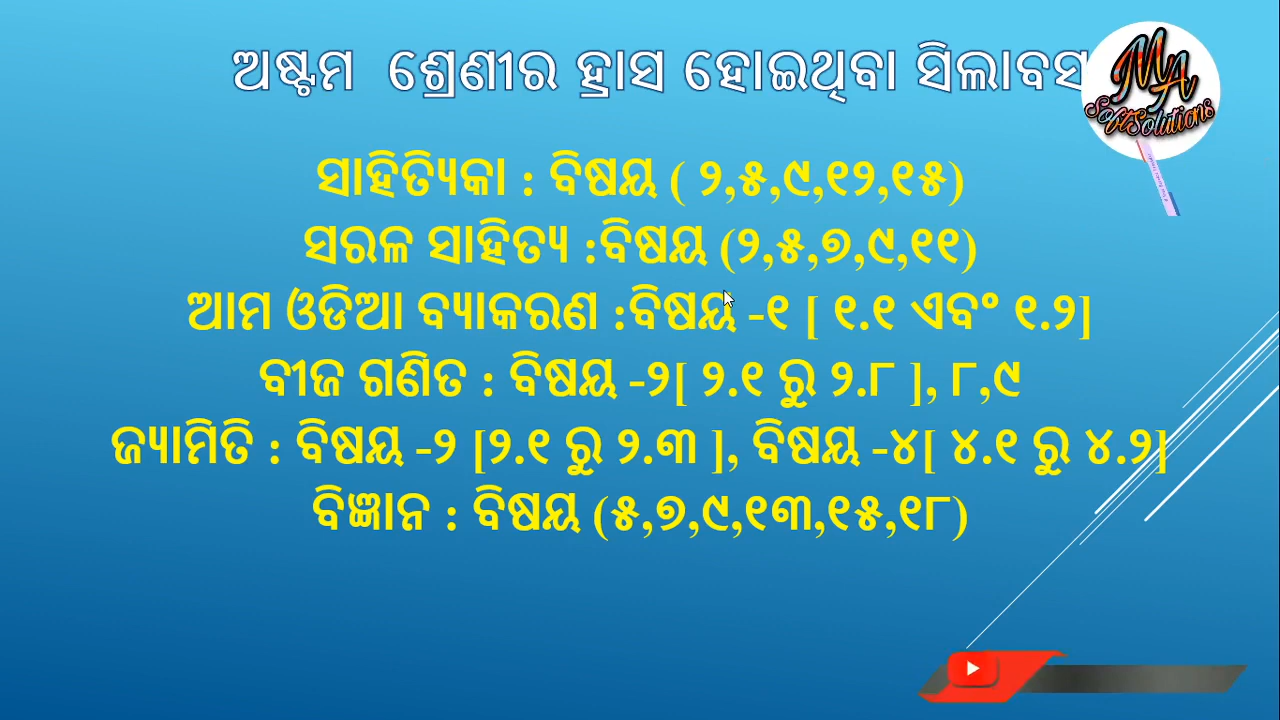 ଅଷ୍ଟମ ଶ୍ରେଣୀର ହ୍ରାସ ହୋଇଥିବା ସିଲାବସ
MA
Solutions
ସାହିତ୍ୟିକା : ବିଷୟ ( ୨,୫,୯,୧୨,୧୫)
ସରଳ ସାହିତ୍ୟ :ବିଷୟ (୨,୫,୭,୯,୧୧)
ଆମ ଓଡିଆ ବ୍ୟାକରଣ :ବିଷୟ -୧ [ ୧.୧ ଏବଂ ୧.୨]
ବୀଜ ଗଣିତ : ବିଷୟ -୨[ ୨.୧ ରୁ ୨.୮ ], ୮,୯
ଜ୍ୟାମିତି : ବିଷୟ -୨ [୨.୧ ରୁ ୨.୩ ], ବିଷୟ -୪[ ୪.୧ ରୁ ୪.୨]
ବିଜ୍ଞାନ : ବିଷୟ (୫,୭,୯,୧୩,୧୫,୧୮)